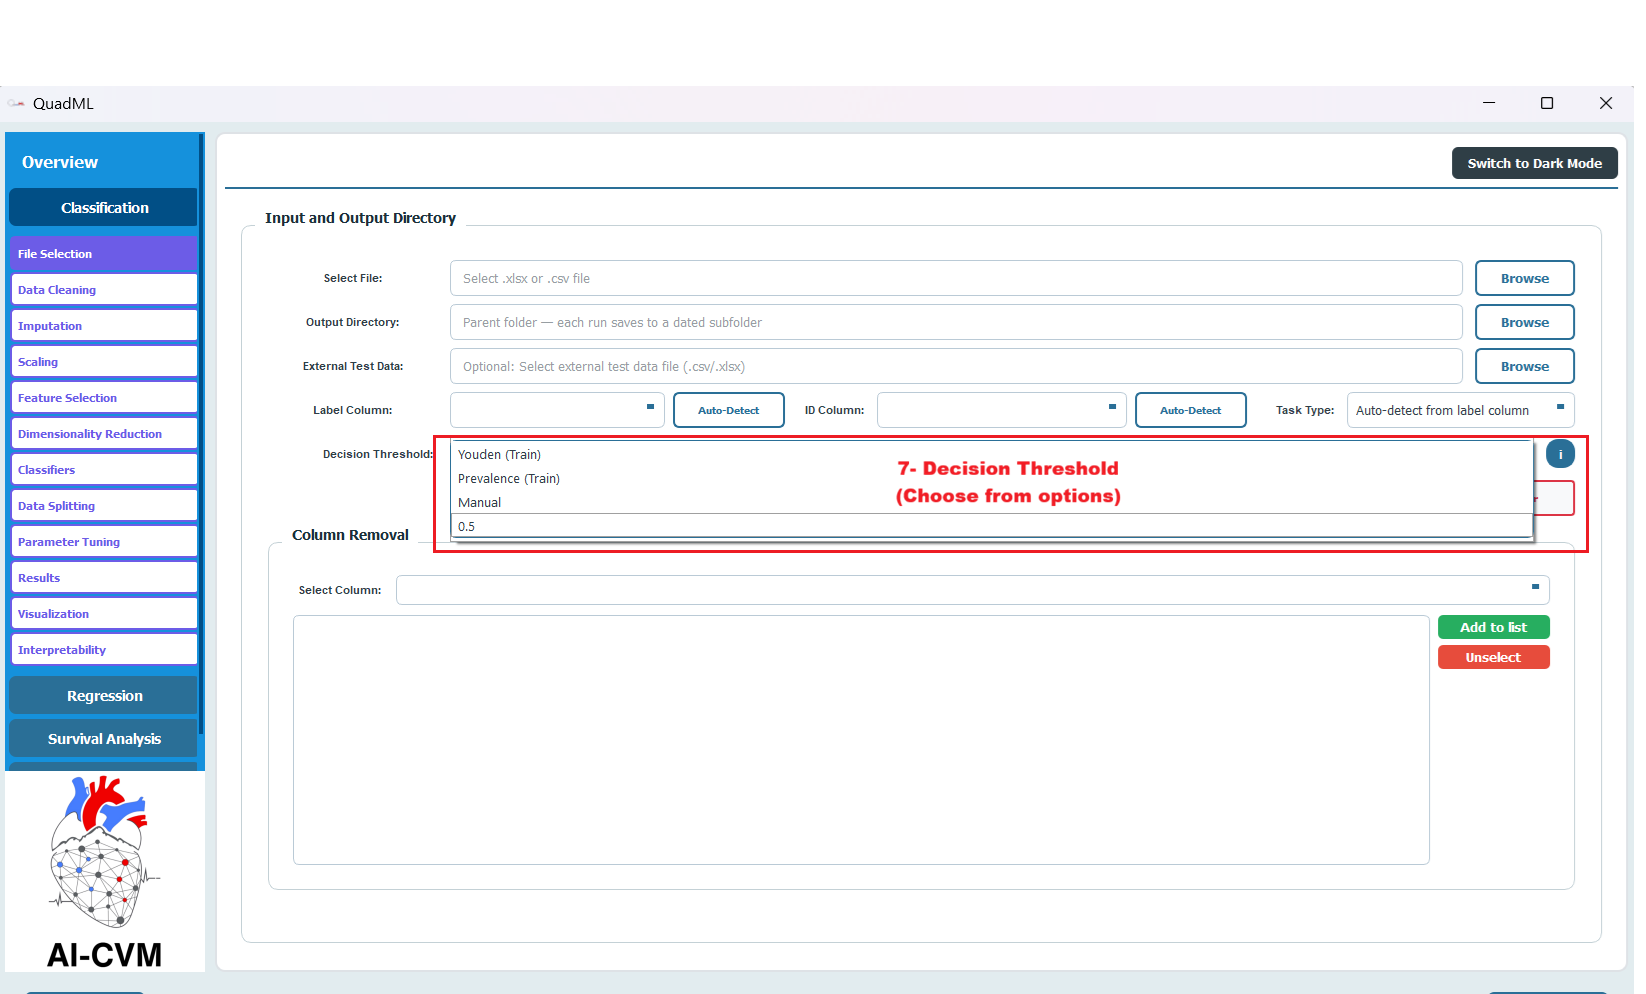 QuadML
Overview
Switch to Dark Mode
Classification
Input and Output Directory
File Selection
Select File:
Select .xlsx or .csv file
Browse
Data Cleaning
Output Directory:
Parent folder — each run saves to a dated subfolder
Browse
Imputation
External Test Data:
Optional: Select external test data file (.csv/.xlsx)
Browse
Scaling
Feature Selection
Label Column:
Auto-Detect
ID Column:
Auto-Detect
Task Type:
Auto-detect from label column
Dimensionality Reduction
Decision Threshold:
Youden (Train)
Prevalence (Train)
Manual
0.5
7- Decision Threshold
(Choose from options)
i
Classifiers
Data Splitting
Parameter Tuning
Column Removal
Results
Select Column:
Visualization
Add to list
Interpretability
Unselect
Regression
Survival Analysis
AI-CVM